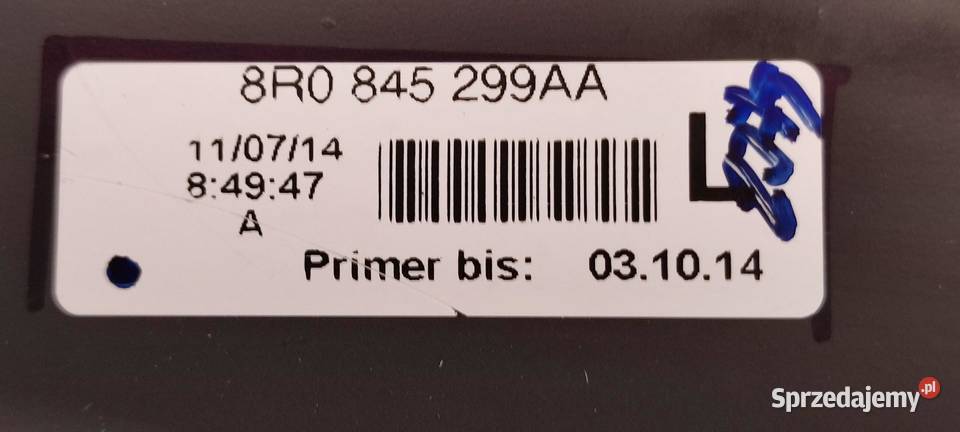 8R0 845 299AA
11/07/14
8:49:47
A
L
Primer bis: 03.10.14
Sprzedajemy.pl